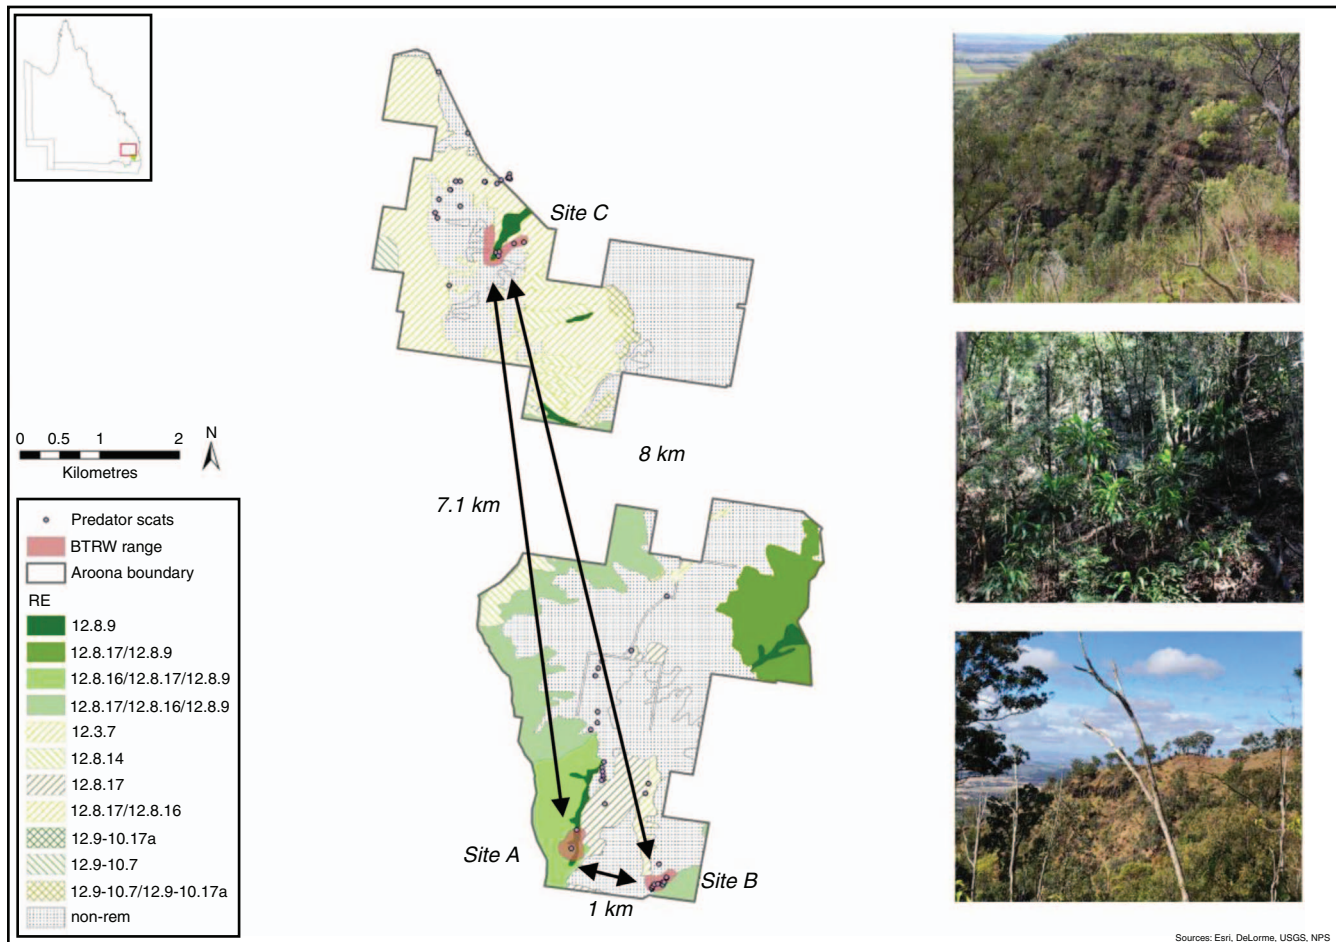 Site C
0 0.5 1 2
N
Kilometres
8 km
7.1 km
Predator scats
BTRW range
Aroona boundary
RE
12.8.9
12.8.17/12.8.9
12.8.16/12.8.17/12.8.9
12.8.17/12.8.16/12.8.9
12.3.7
12.8.14
12.8.17
12.8.17/12.8.16
12.9-10.17a
12.9-10.7
12.9-10.7/12.9-10.17a
non-rem
Site A
Site B
1 km
Sources: Esri, DeLorme, USGS, NPS